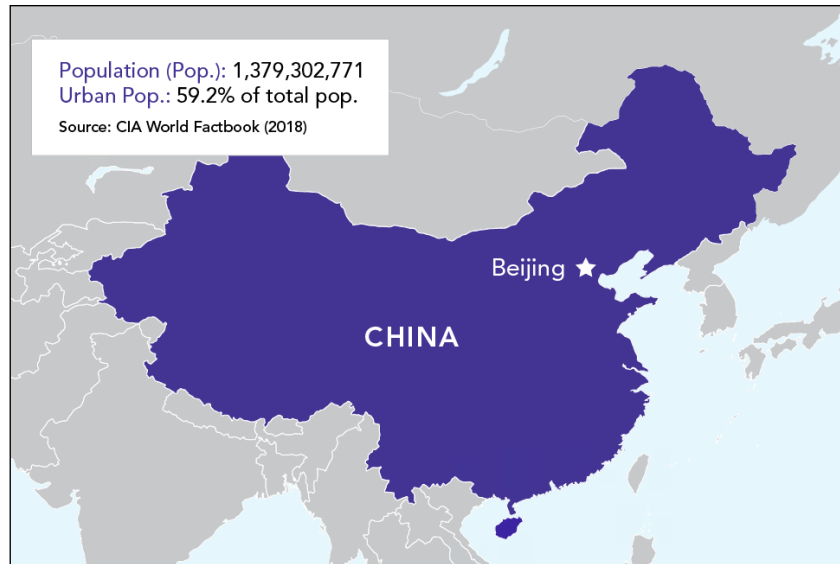 Population (Pop.): 1,379,302,771
Urban Pop.: 59.2% of total pop.
Source: CIA World Factbook (2018)
Beijing
CHINA